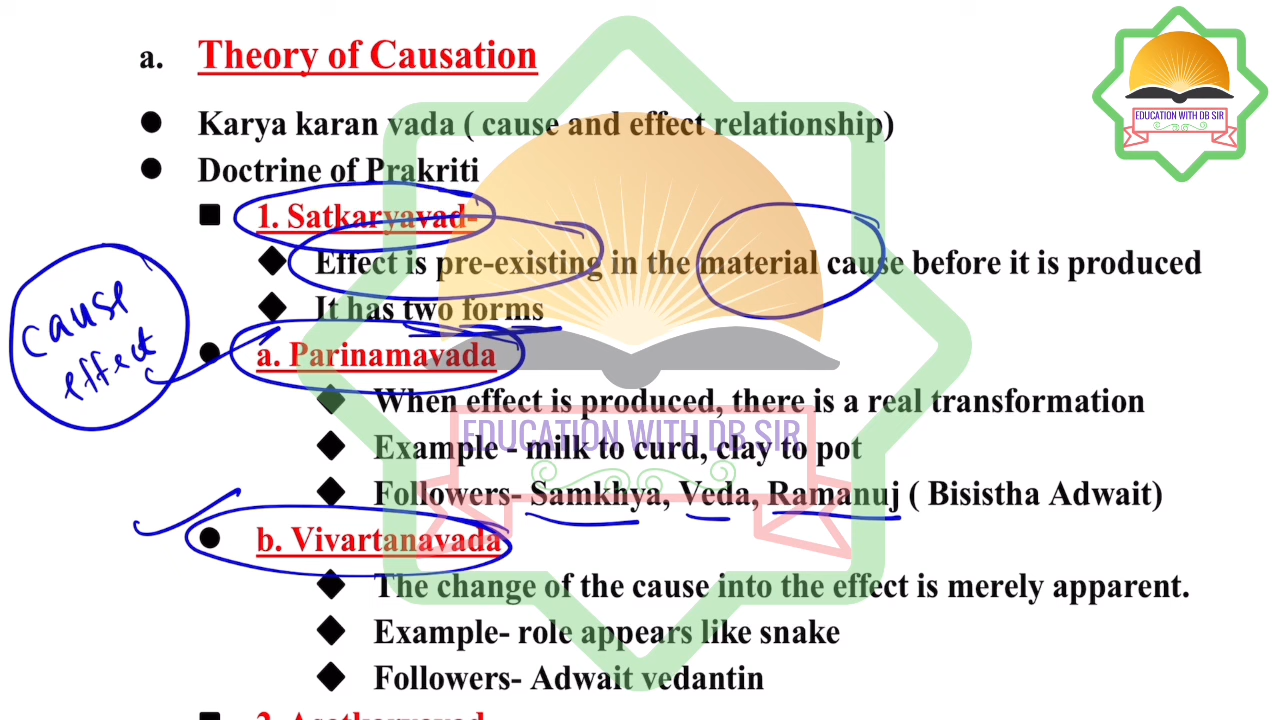 a. Theory of Causation
EDUCATION WITH DB SIR
● Karya karan vada ( cause and effect relationship)
● Doctrine of Prakriti
■ 1. Satkaryavad-
◆ Effect is pre-existing in the material cause before it is produced
◆ It has two forms
cause
effect
● a. Parinamavada
◆ When effect is produced, there is a real transformation
EDUCATION WITH DB SIR
◆ Example - milk to curd, clay to pot
◆ Followers- Samkhya, Veda, Ramanuj ( Bisistha Adwait)
● b. Vivartanavada
◆ The change of the cause into the effect is merely apparent.
◆ Example- role appears like snake
◆ Followers- Adwait vedantin
■ 2. Asatkaryavad